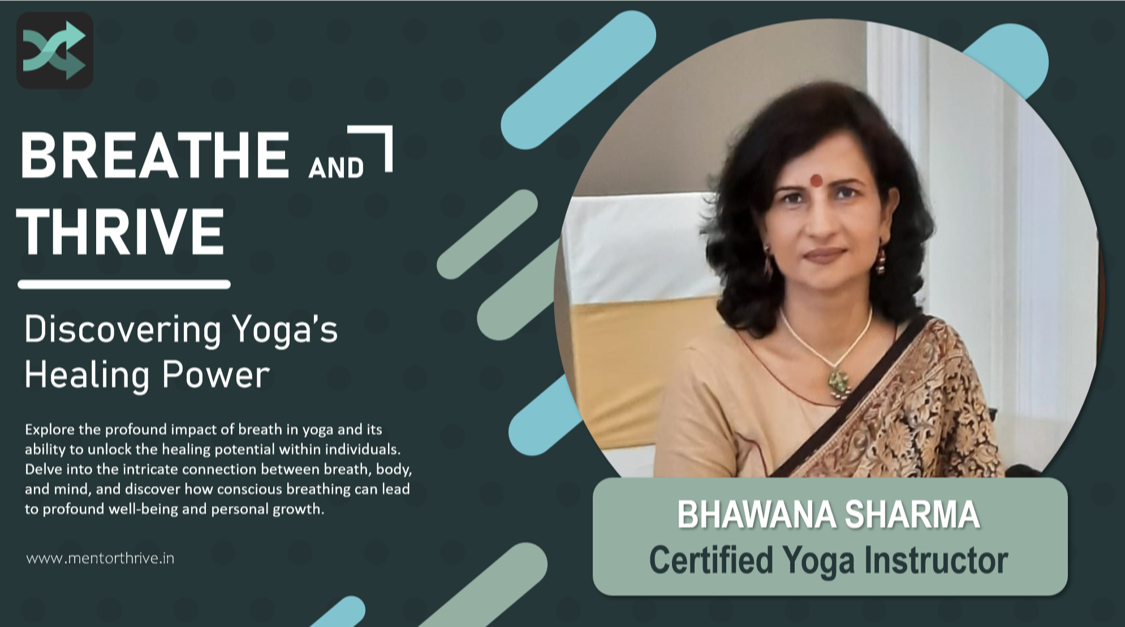 BREATHE AND
THRIVE
Discovering Yoga's
Healing Power
Explore the profound impact of breath in yoga and its
ability to unlock the healing potential within individuals.
Delve into the intricate connection between breath, body,
and mind, and discover how conscious breathing can lead
to profound well-being and personal growth.
www.mentorthrive.in
BHAWANA SHARMA
Certified Yoga Instructor